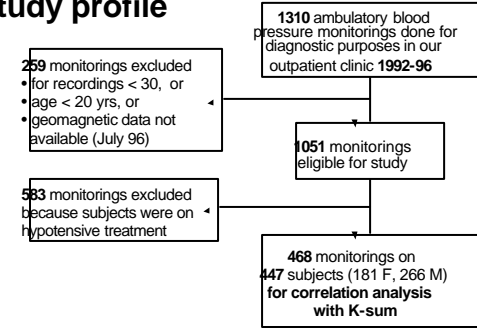 tudy profile
1310 ambulatory blood
pressure monitorings done for
diagnostic purposes in our
outpatient clinic 1992-96
259 monitorings excluded
• for recordings < 30, or
• age < 20 yrs, or
• geomagnetic data not
available (July 96)
1051 monitorings
eligible for study
583 monitorings excluded
because subjects were on
hypotensive treatment
468 monitorings on
447 subjects (181 F, 266 M)
for correlation analysis
with K-sum